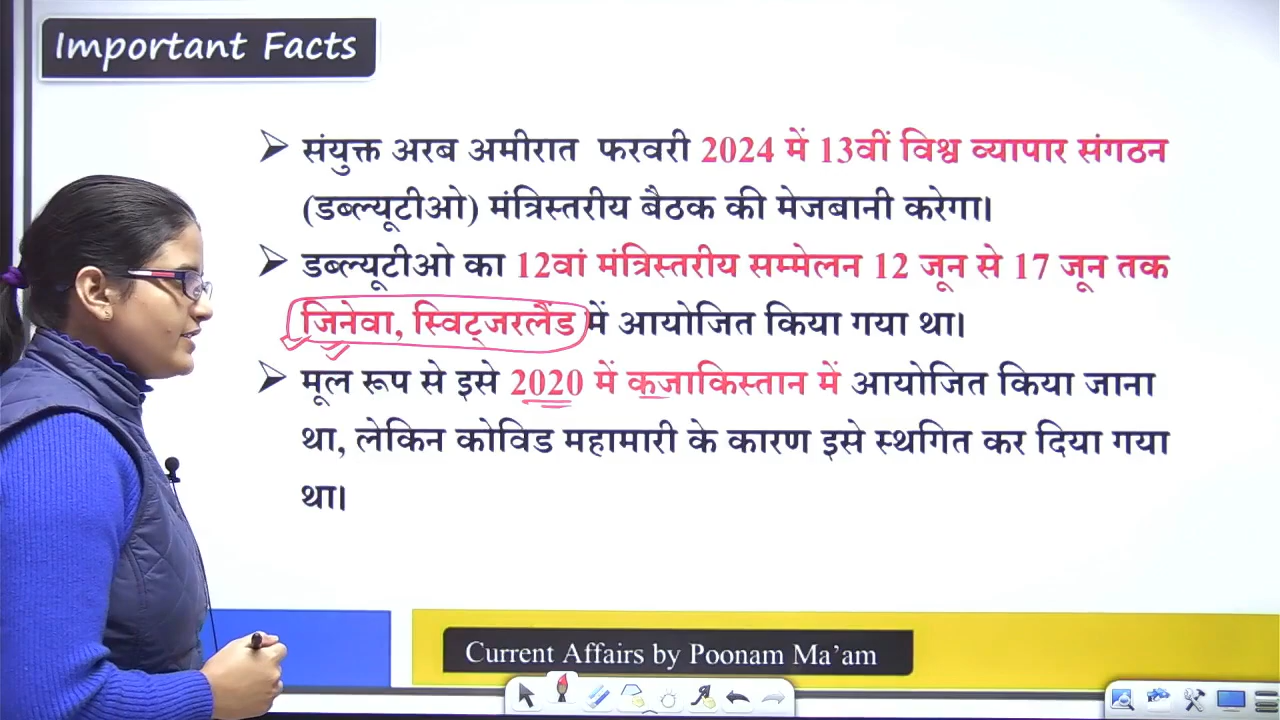 Important Facts
संयुक्त अरब अमीरात फरवरी 2024 में 13वीं विश्व व्यापार संगठन
(डब्ल्यूटीओ) मंत्रिस्तरीय बैठक की मेजबानी करेगा।
डब्ल्यूटीओ का 12वां मंत्रिस्तरीय सम्मेलन 12 जून से 17 जून तक
जिनेवा, स्विट्जरलैंड में आयोजित किया गया था।
मूल रूप से इसे 2020 में कजाकिस्तान में आयोजित किया जाना
था, लेकिन कोविड महामारी के कारण इसे स्थगित कर दिया गया
था।
Current Affairs by Poonam Ma’am